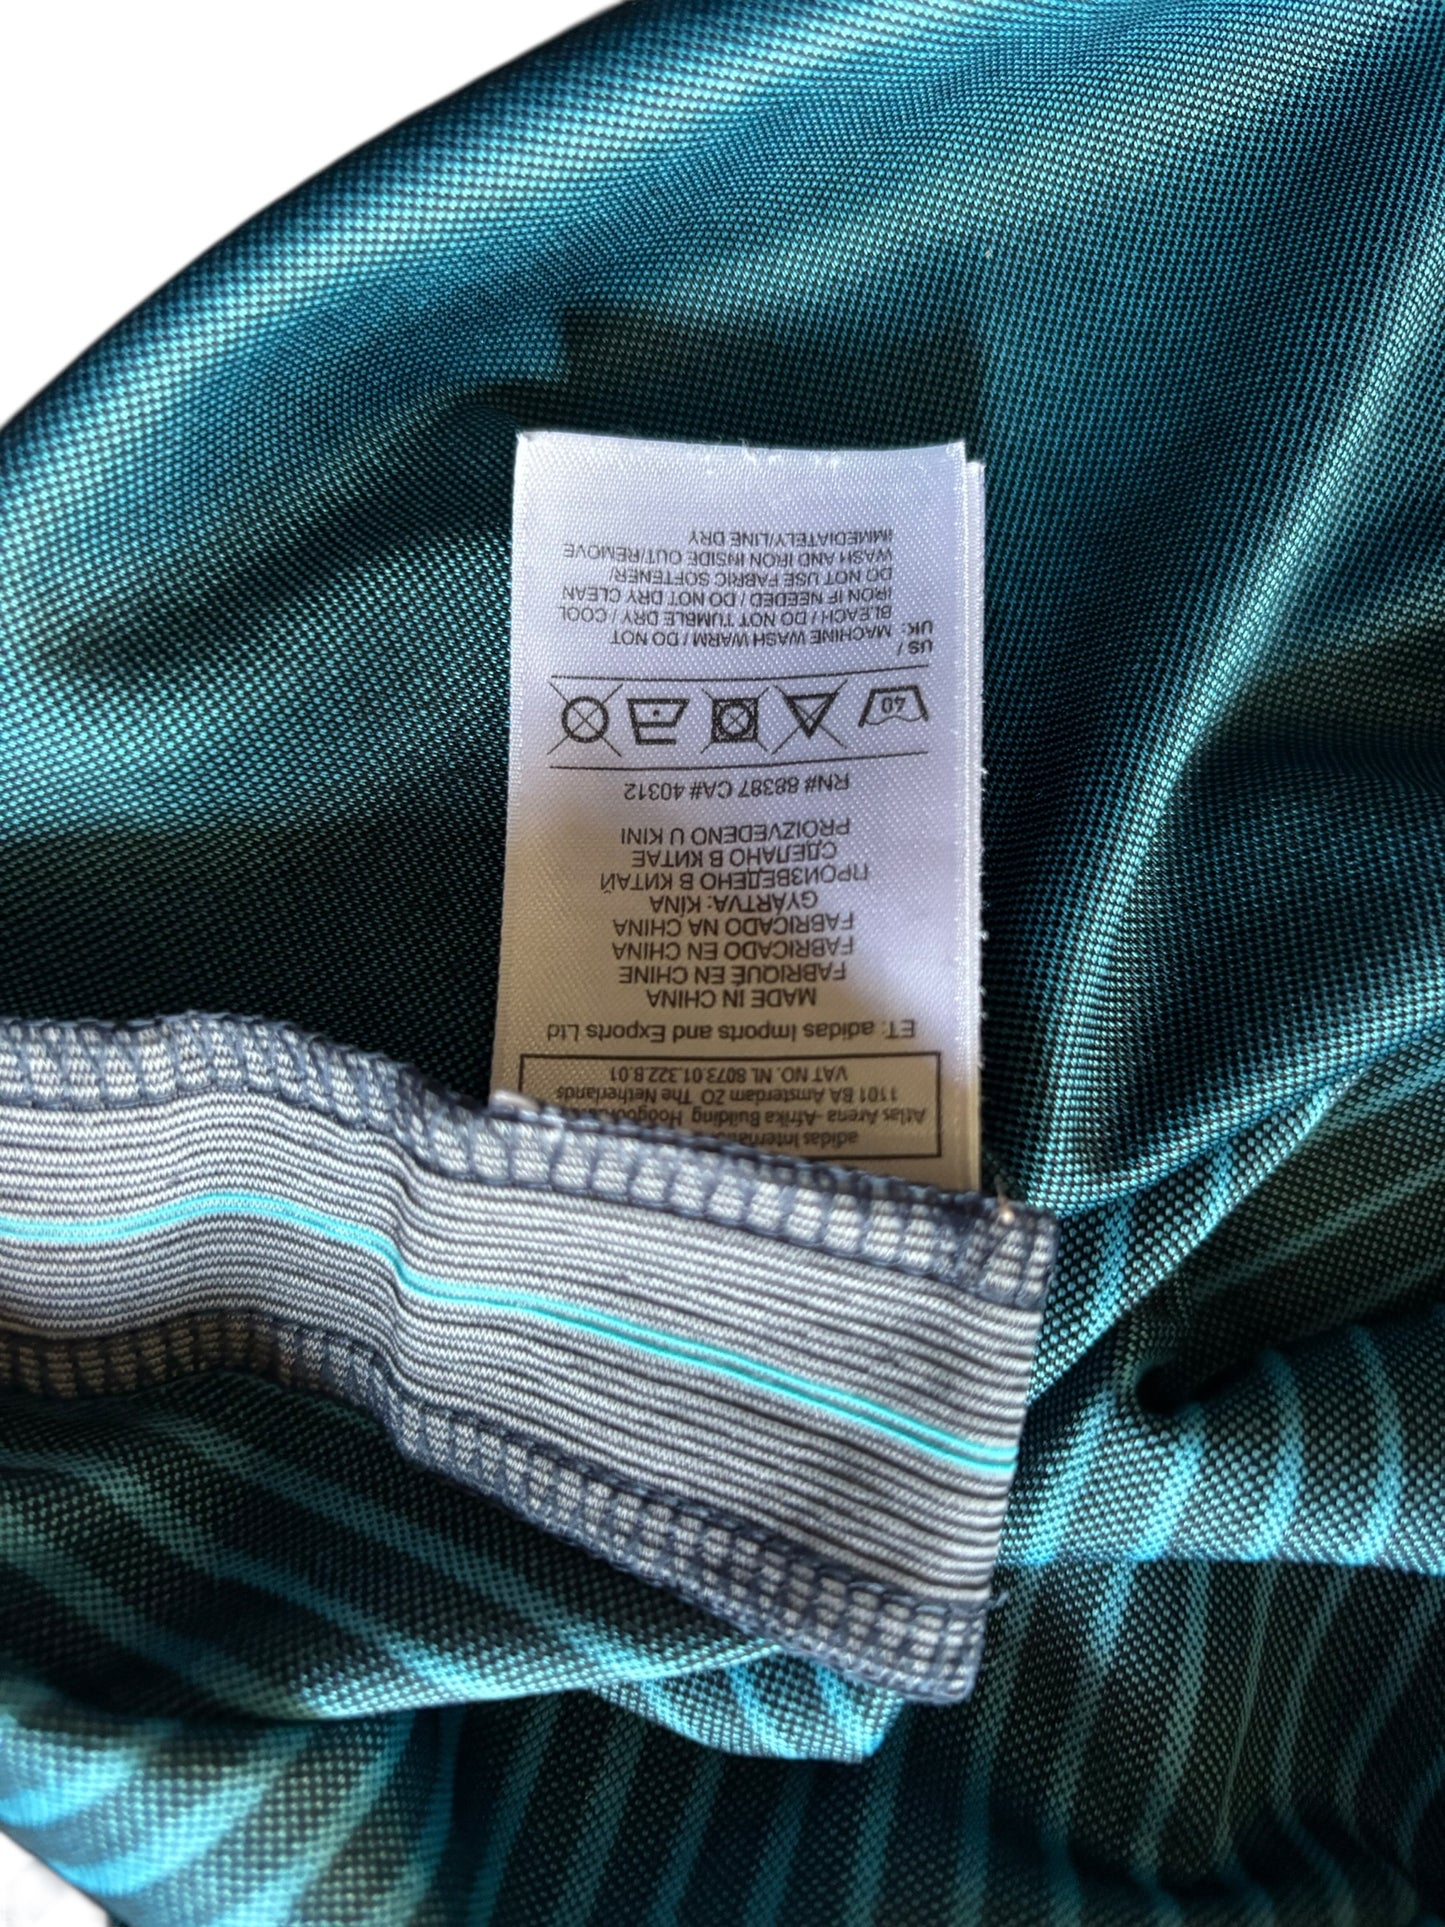 adidas
Atlas Arena -Afrika Building
1101 BA Amsterdam ZO The Netherlands
VAT NO. NL 8073.01.322.B.01
ET: adidas Imports and Exports Ltd
MADE IN CHINA
FABRIQUÉ EN CHINE
FABRICADO EN CHINA
FABRICADO NA CHINA
GYÁRTVA: KÍNA
ПРОИЗВЕДЕНО В КИТАЙ
СДЕЛАНО В КИТАЕ
PROIZVEDENO U KINI
RN# 88387 CA# 40312
40
US / UK: MACHINE WASH WARM / DO NOT
BLEACH / DO NOT TUMBLE DRY / COOL
IRON IF NEEDED / DO NOT DRY CLEAN
DO NOT USE FABRIC SOFTENER/
WASH AND IRON INSIDE OUT/REMOVE
IMMEDIATELY/LINE DRY